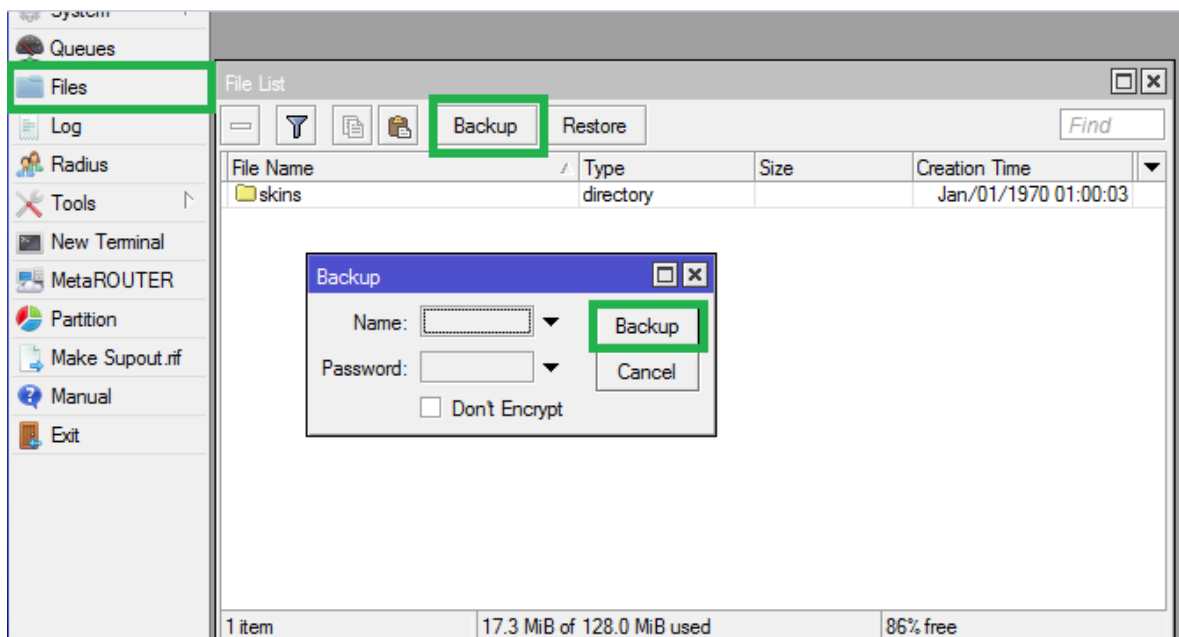 System
Queues
Files
Log
Radius
Tools
New Terminal
MetaROUTER
Partition
Make Supout.rif
Manual
Exit
File List
Backup Restore Find
File Name Type Size Creation Time
skins directory Jan/01/1970 01:00:03
Backup
Name: Backup
Password: Cancel
Don't Encrypt
1 item 17.3 MiB of 128.0 MiB used 86% free